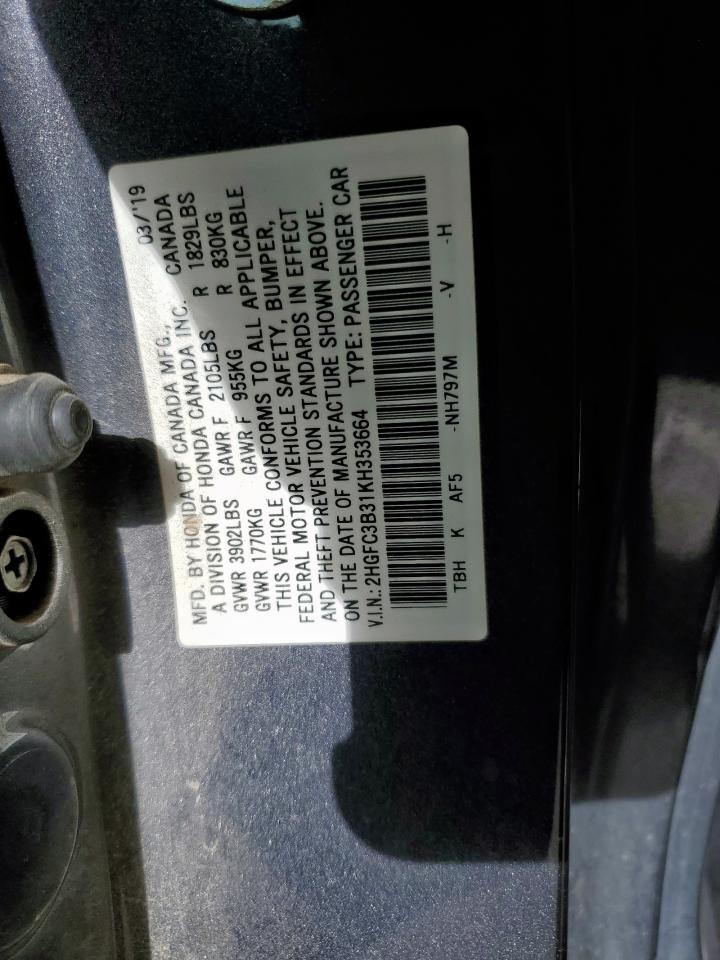 MFD. BY HONDA OF CANADA MFG., 03/'19
A DIVISION OF HONDA CANADA INC. CANADA
GVWR 3902LBS GAWR F 2105LBS R 1829LBS
GVWR 1770KG GAWR F 955KG R 830KG
THIS VEHICLE CONFORMS TO ALL APPLICABLE
FEDERAL MOTOR VEHICLE SAFETY, BUMPER,
AND THEFT PREVENTION STANDARDS IN EFFECT
ON THE DATE OF MANUFACTURE SHOWN ABOVE.
V.I.N.: 2HGFC3B31KH353664 TYPE: PASSENGER CAR
TBH K AF5 -NH797M -V -H